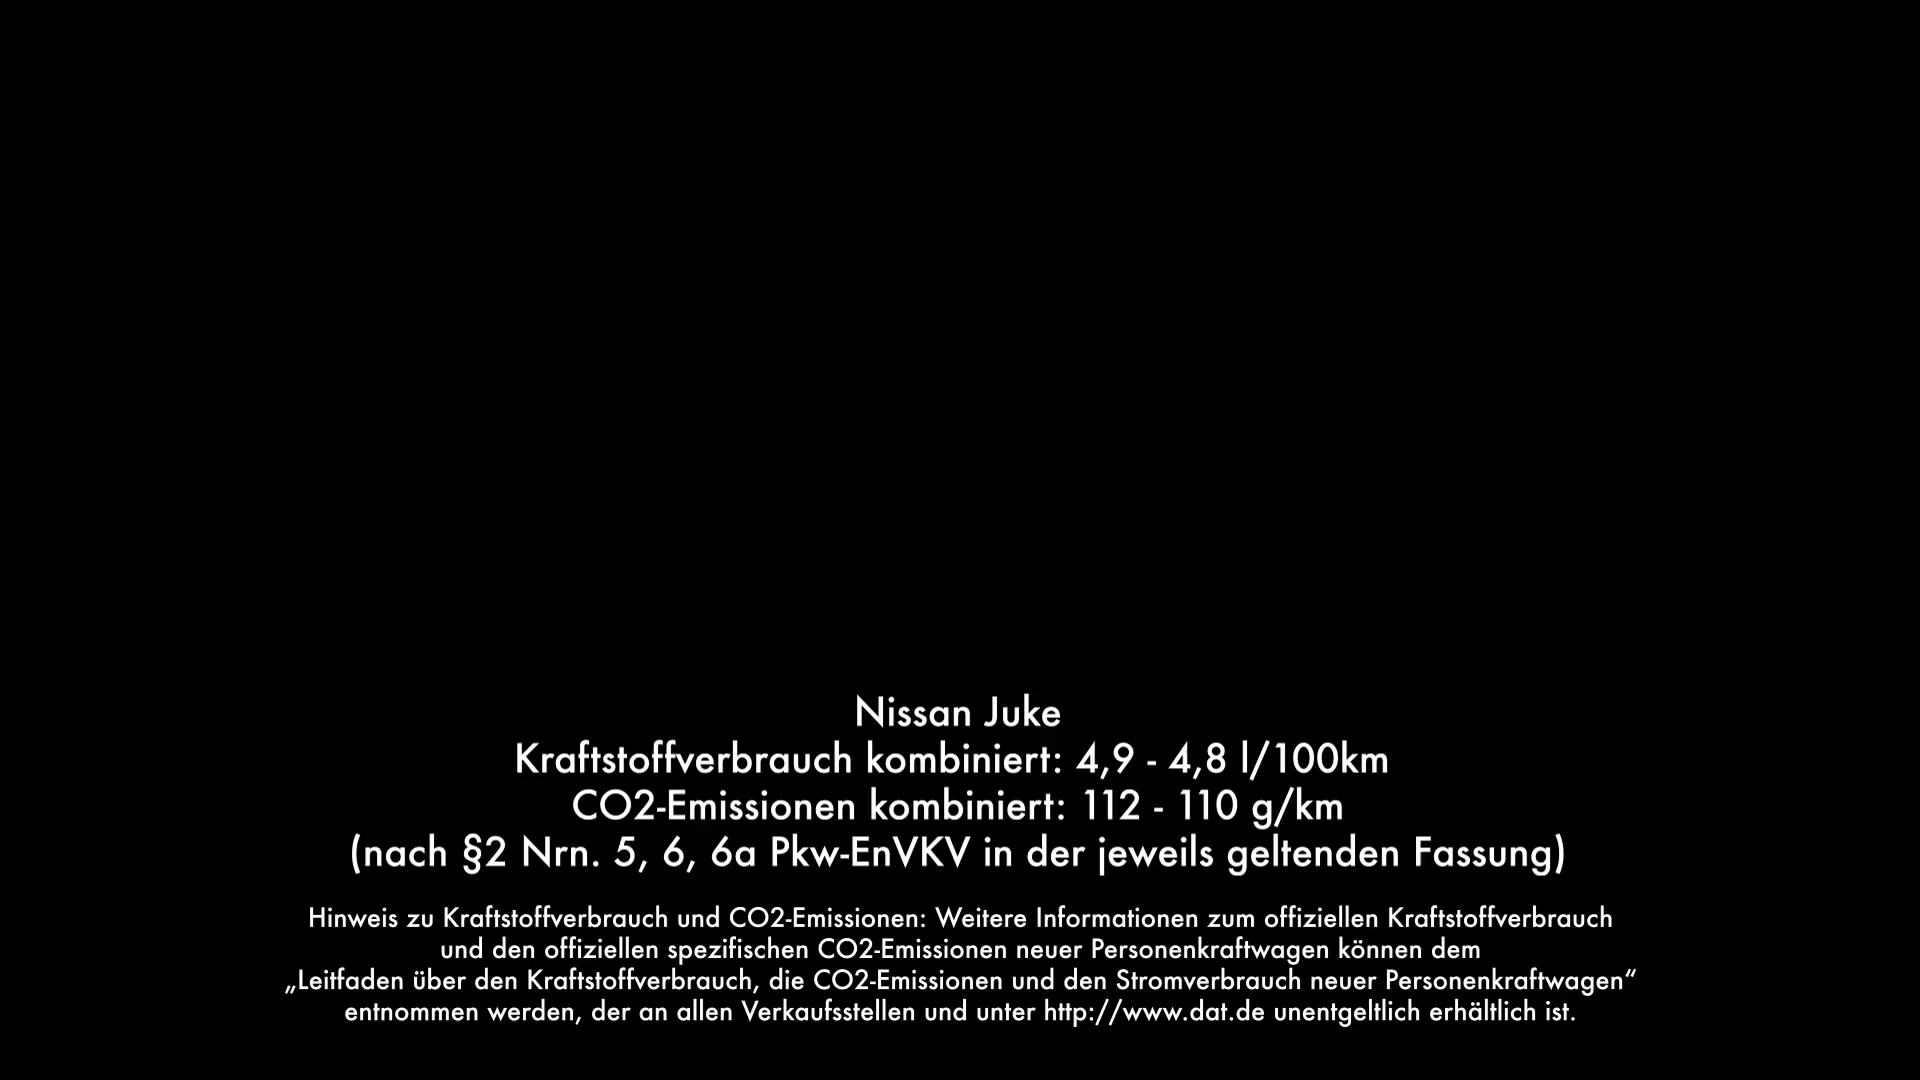 Nissan Juke
Kraftstoffverbrauch kombiniert: 4,9 - 4,8 l/100km
CO2-Emissionen kombiniert: 112 - 110 g/km
(nach §2 Nrn. 5, 6, 6a Pkw-EnVKV in der jeweils geltenden Fassung)
Hinweis zu Kraftstoffverbrauch und CO2-Emissionen: Weitere Informationen zum offiziellen Kraftstoffverbrauch
und den offiziellen spezifischen CO2-Emissionen neuer Personenkraftwagen können dem
„Leitfaden über den Kraftstoffverbrauch, die CO2-Emissionen und den Stromverbrauch neuer Personenkraftwagen“
entnommen werden, der an allen Verkaufsstellen und unter http://www.dat.de unentgeltlich erhältlich ist.